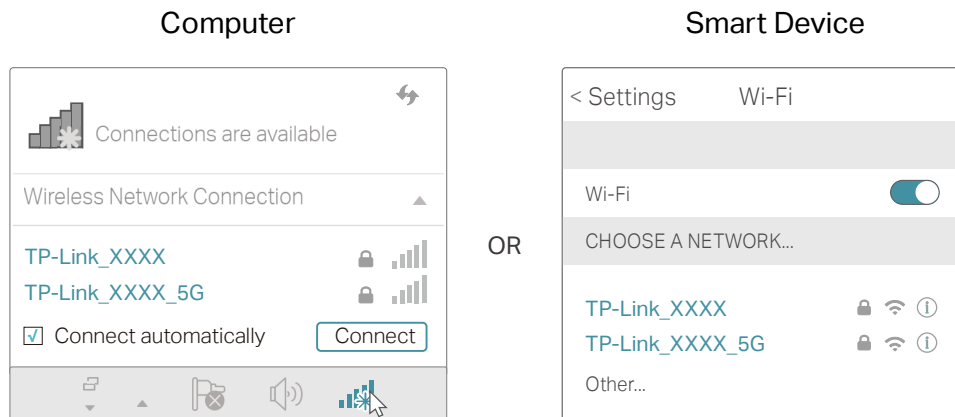 Computer
Connections are available
Wireless Network Connection
TP-Link_XXXX
TP-Link_XXXX_5G
Connect automatically
Connect
OR
Smart Device
< Settings Wi-Fi
Wi-Fi
CHOOSE A NETWORK...
TP-Link_XXXX
TP-Link_XXXX_5G
Other...